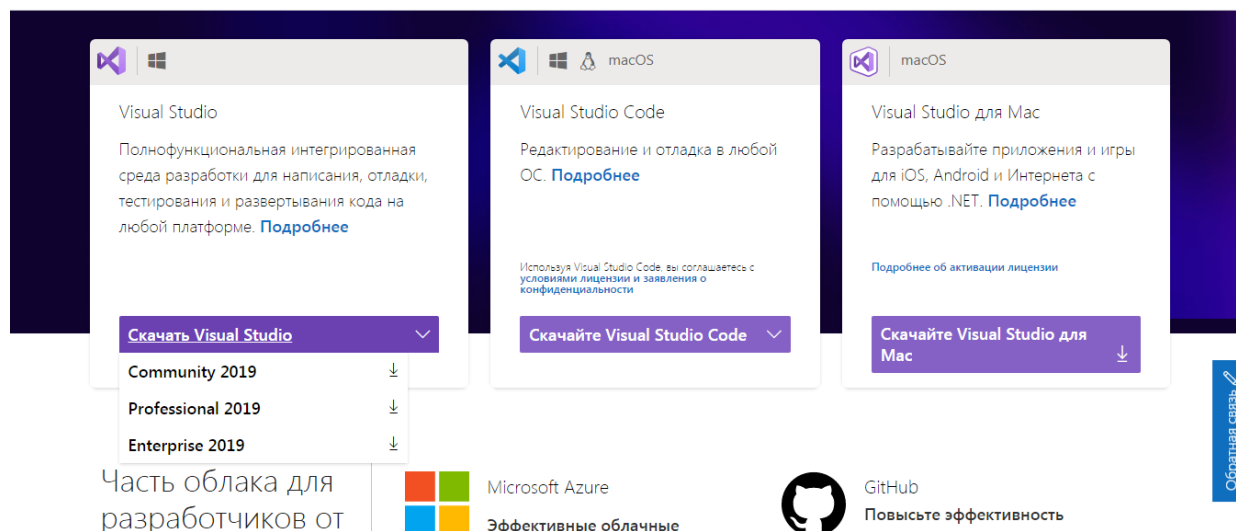 Visual Studio
Полнофункциональная интегрированная
среда разработки для написания, отладки,
тестирования и развертывания кода на
любой платформе. Подробнее
Скачать Visual Studio
Community 2019
Professional 2019
Enterprise 2019
macOS
Visual Studio Code
Редактирование и отладка в любой
ОС. Подробнее
Используя Visual Studio Code, вы соглашаетесь с
условиями лицензии и заявления о
конфиденциальности
Скачайте Visual Studio Code
macOS
Visual Studio для Mac
Разрабатывайте приложения и игры
для iOS, Android и Интернета с
помощью .NET. Подробнее
Подробнее об активации лицензии
Скачайте Visual Studio для
Mac
Обратная связь
Часть облака для
разработчиков от
Microsoft Azure
Эффективные облачные
GitHub
Повысьте эффективность